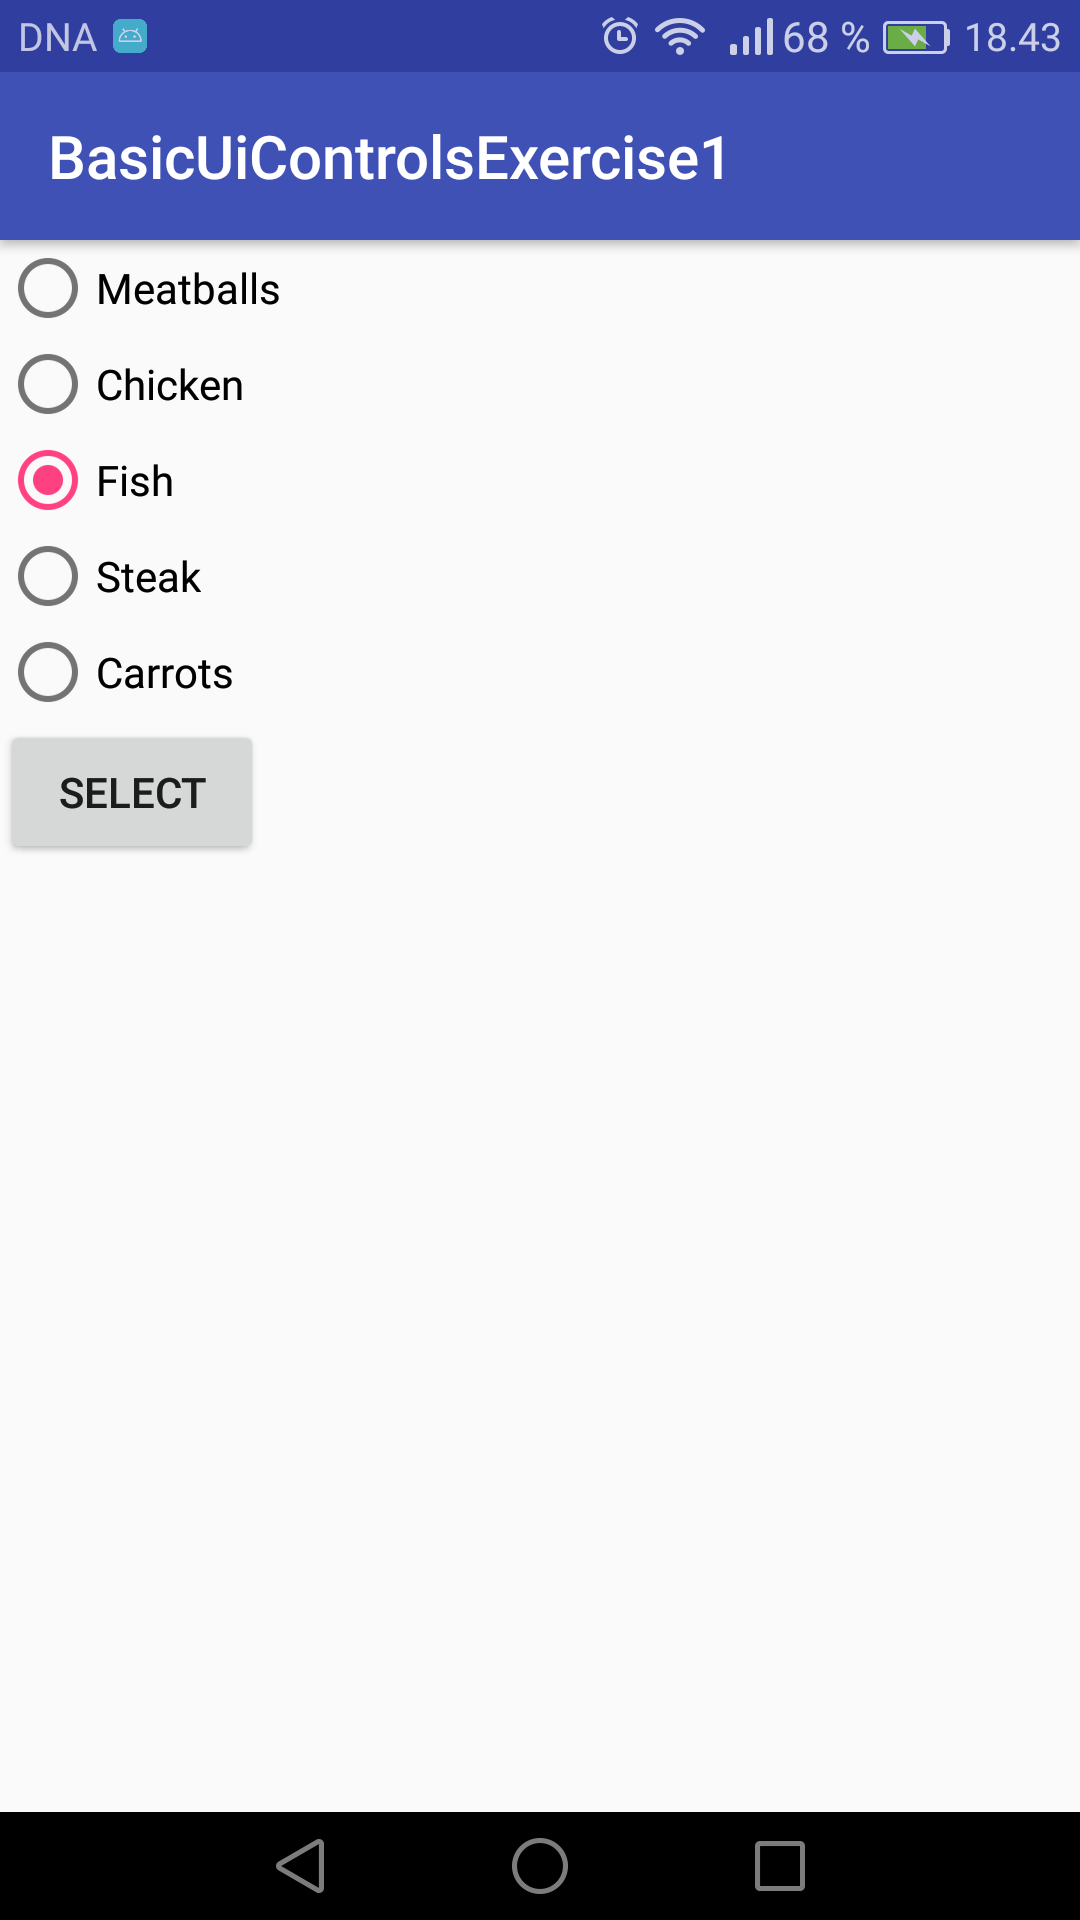 DNA 68 % 18.43
BasicUiControlsExercise1
Meatballs
Chicken
Fish
Steak
Carrots
SELECT